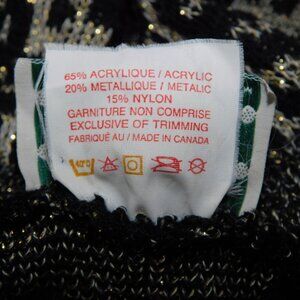 65% ACRYLIQUE / ACRYLIC
20% METALLIQUE / METALIC
15% NYLON
GARNITURE NON COMPRISE
EXCLUSIVE OF TRIMMING
FABRIQUÉ AU / MADE IN CANADA